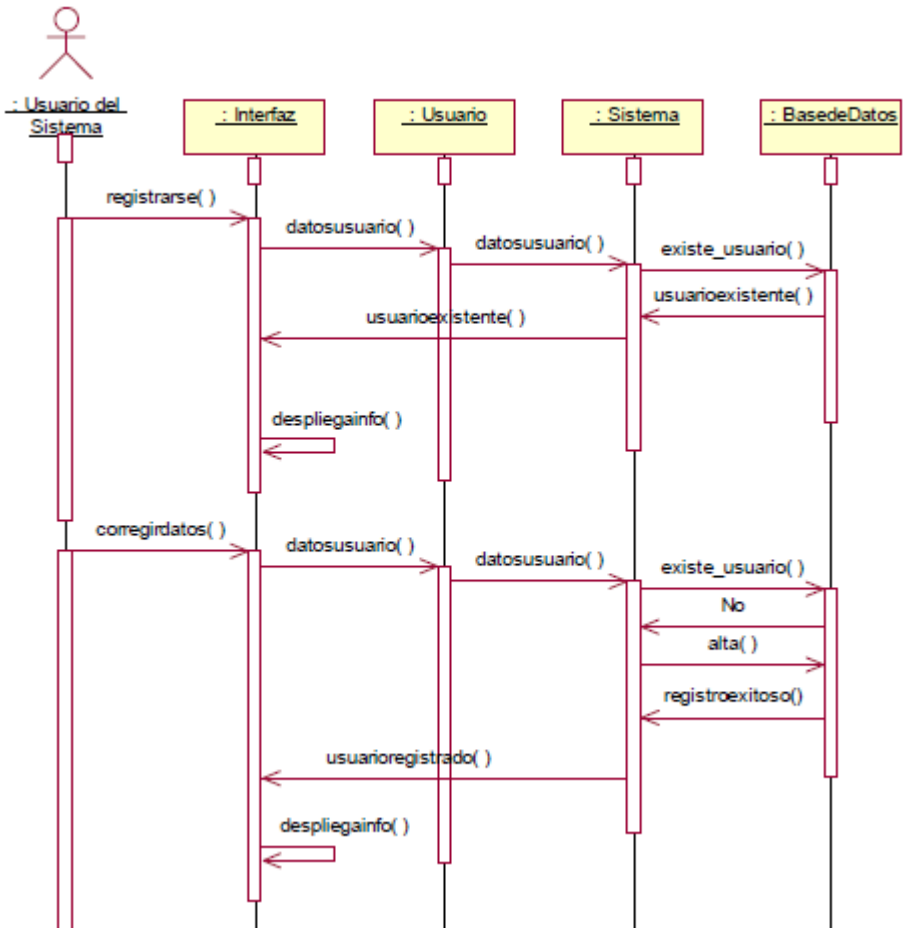 : Usuario del
Sistema
: Interfaz
: Usuario
: Sistema
: BasedeDatos
registrarse( )
datosusuario( )
datosusuario( )
existe_usuario( )
usuarioexistente( )
usuarioexistente( )
despliegainfo( )
corregirdatos( )
datosusuario( )
datosusuario( )
existe_usuario( )
No
alta( )
registroexitoso()
usuarioregistrado( )
despliegainfo( )